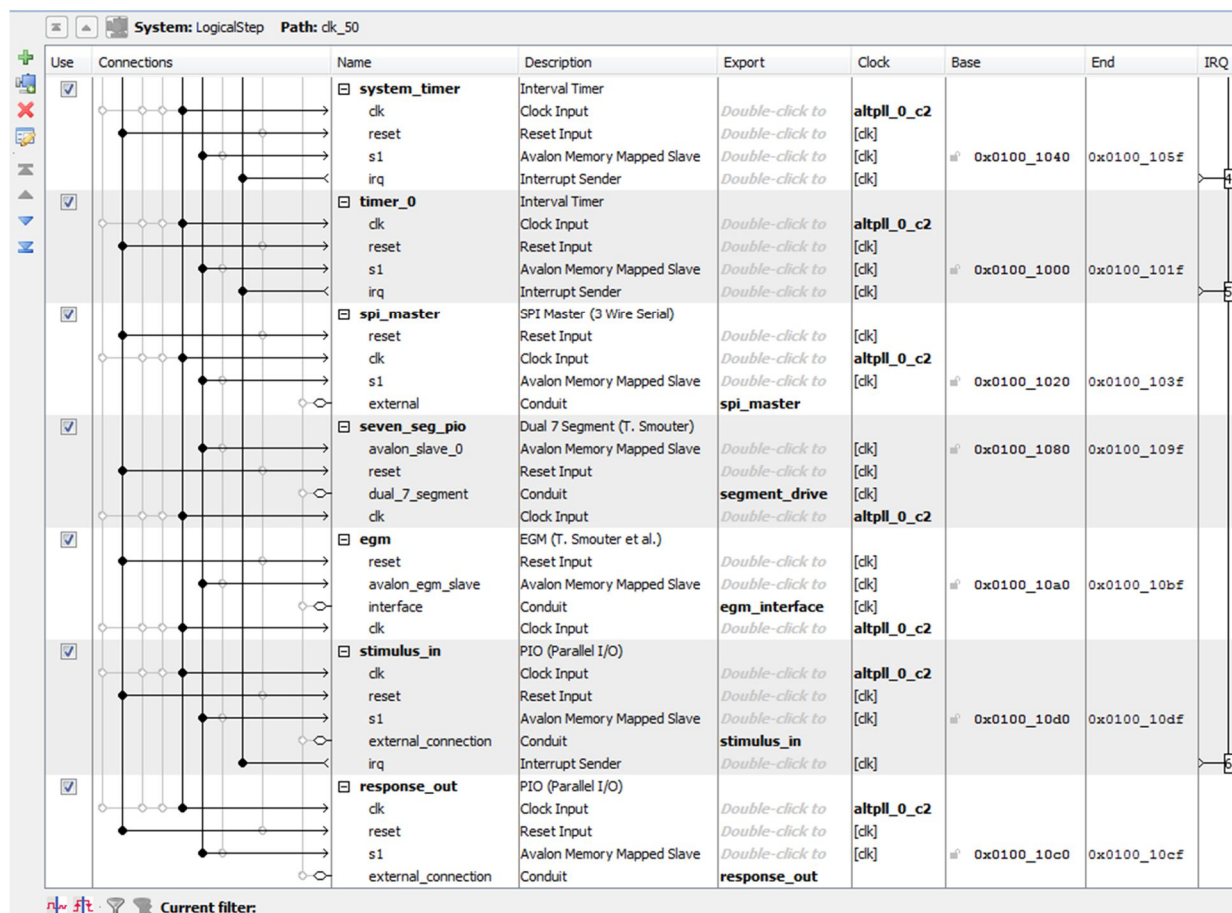 System: LogicalStep Path: clk_50
Use Connections Name Description Export Clock Base End IRQ
system_timer Interval Timer
clk Clock Input Double-click to altpll_0_c2
reset Reset Input Double-click to [clk]
s1 Avalon Memory Mapped Slave Double-click to [clk] 0x0100_1040 0x0100_105f
irq Interrupt Sender Double-click to [clk] 4
timer_0 Interval Timer
clk Clock Input Double-click to altpll_0_c2
reset Reset Input Double-click to [clk]
s1 Avalon Memory Mapped Slave Double-click to [clk] 0x0100_1000 0x0100_101f
irq Interrupt Sender Double-click to [clk] 5
spi_master SPI Master (3 Wire Serial)
reset Reset Input Double-click to [clk]
clk Clock Input Double-click to altpll_0_c2
s1 Avalon Memory Mapped Slave Double-click to [clk] 0x0100_1020 0x0100_103f
external Conduit spi_master
seven_seg_pio Dual 7 Segment (T. Smouter)
avalon_slave_0 Avalon Memory Mapped Slave Double-click to [clk] 0x0100_1080 0x0100_109f
reset Reset Input Double-click to [clk]
dual_7_segment Conduit segment_drive [clk]
clk Clock Input Double-click to altpll_0_c2
egm EGM (T. Smouter et al.)
reset Reset Input Double-click to [clk]
avalon_egm_slave Avalon Memory Mapped Slave Double-click to [clk] 0x0100_10a0 0x0100_10bf
interface Conduit egm_interface [clk]
clk Clock Input Double-click to altpll_0_c2
stimulus_in PIO (Parallel I/O)
clk Clock Input Double-click to altpll_0_c2
reset Reset Input Double-click to [clk]
s1 Avalon Memory Mapped Slave Double-click to [clk] 0x0100_10d0 0x0100_10df
external_connection Conduit stimulus_in
irq Interrupt Sender Double-click to [clk] 6
response_out PIO (Parallel I/O)
clk Clock Input Double-click to altpll_0_c2
reset Reset Input Double-click to [clk]
s1 Avalon Memory Mapped Slave Double-click to [clk] 0x0100_10c0 0x0100_10cf
external_connection Conduit response_out
Current filter: